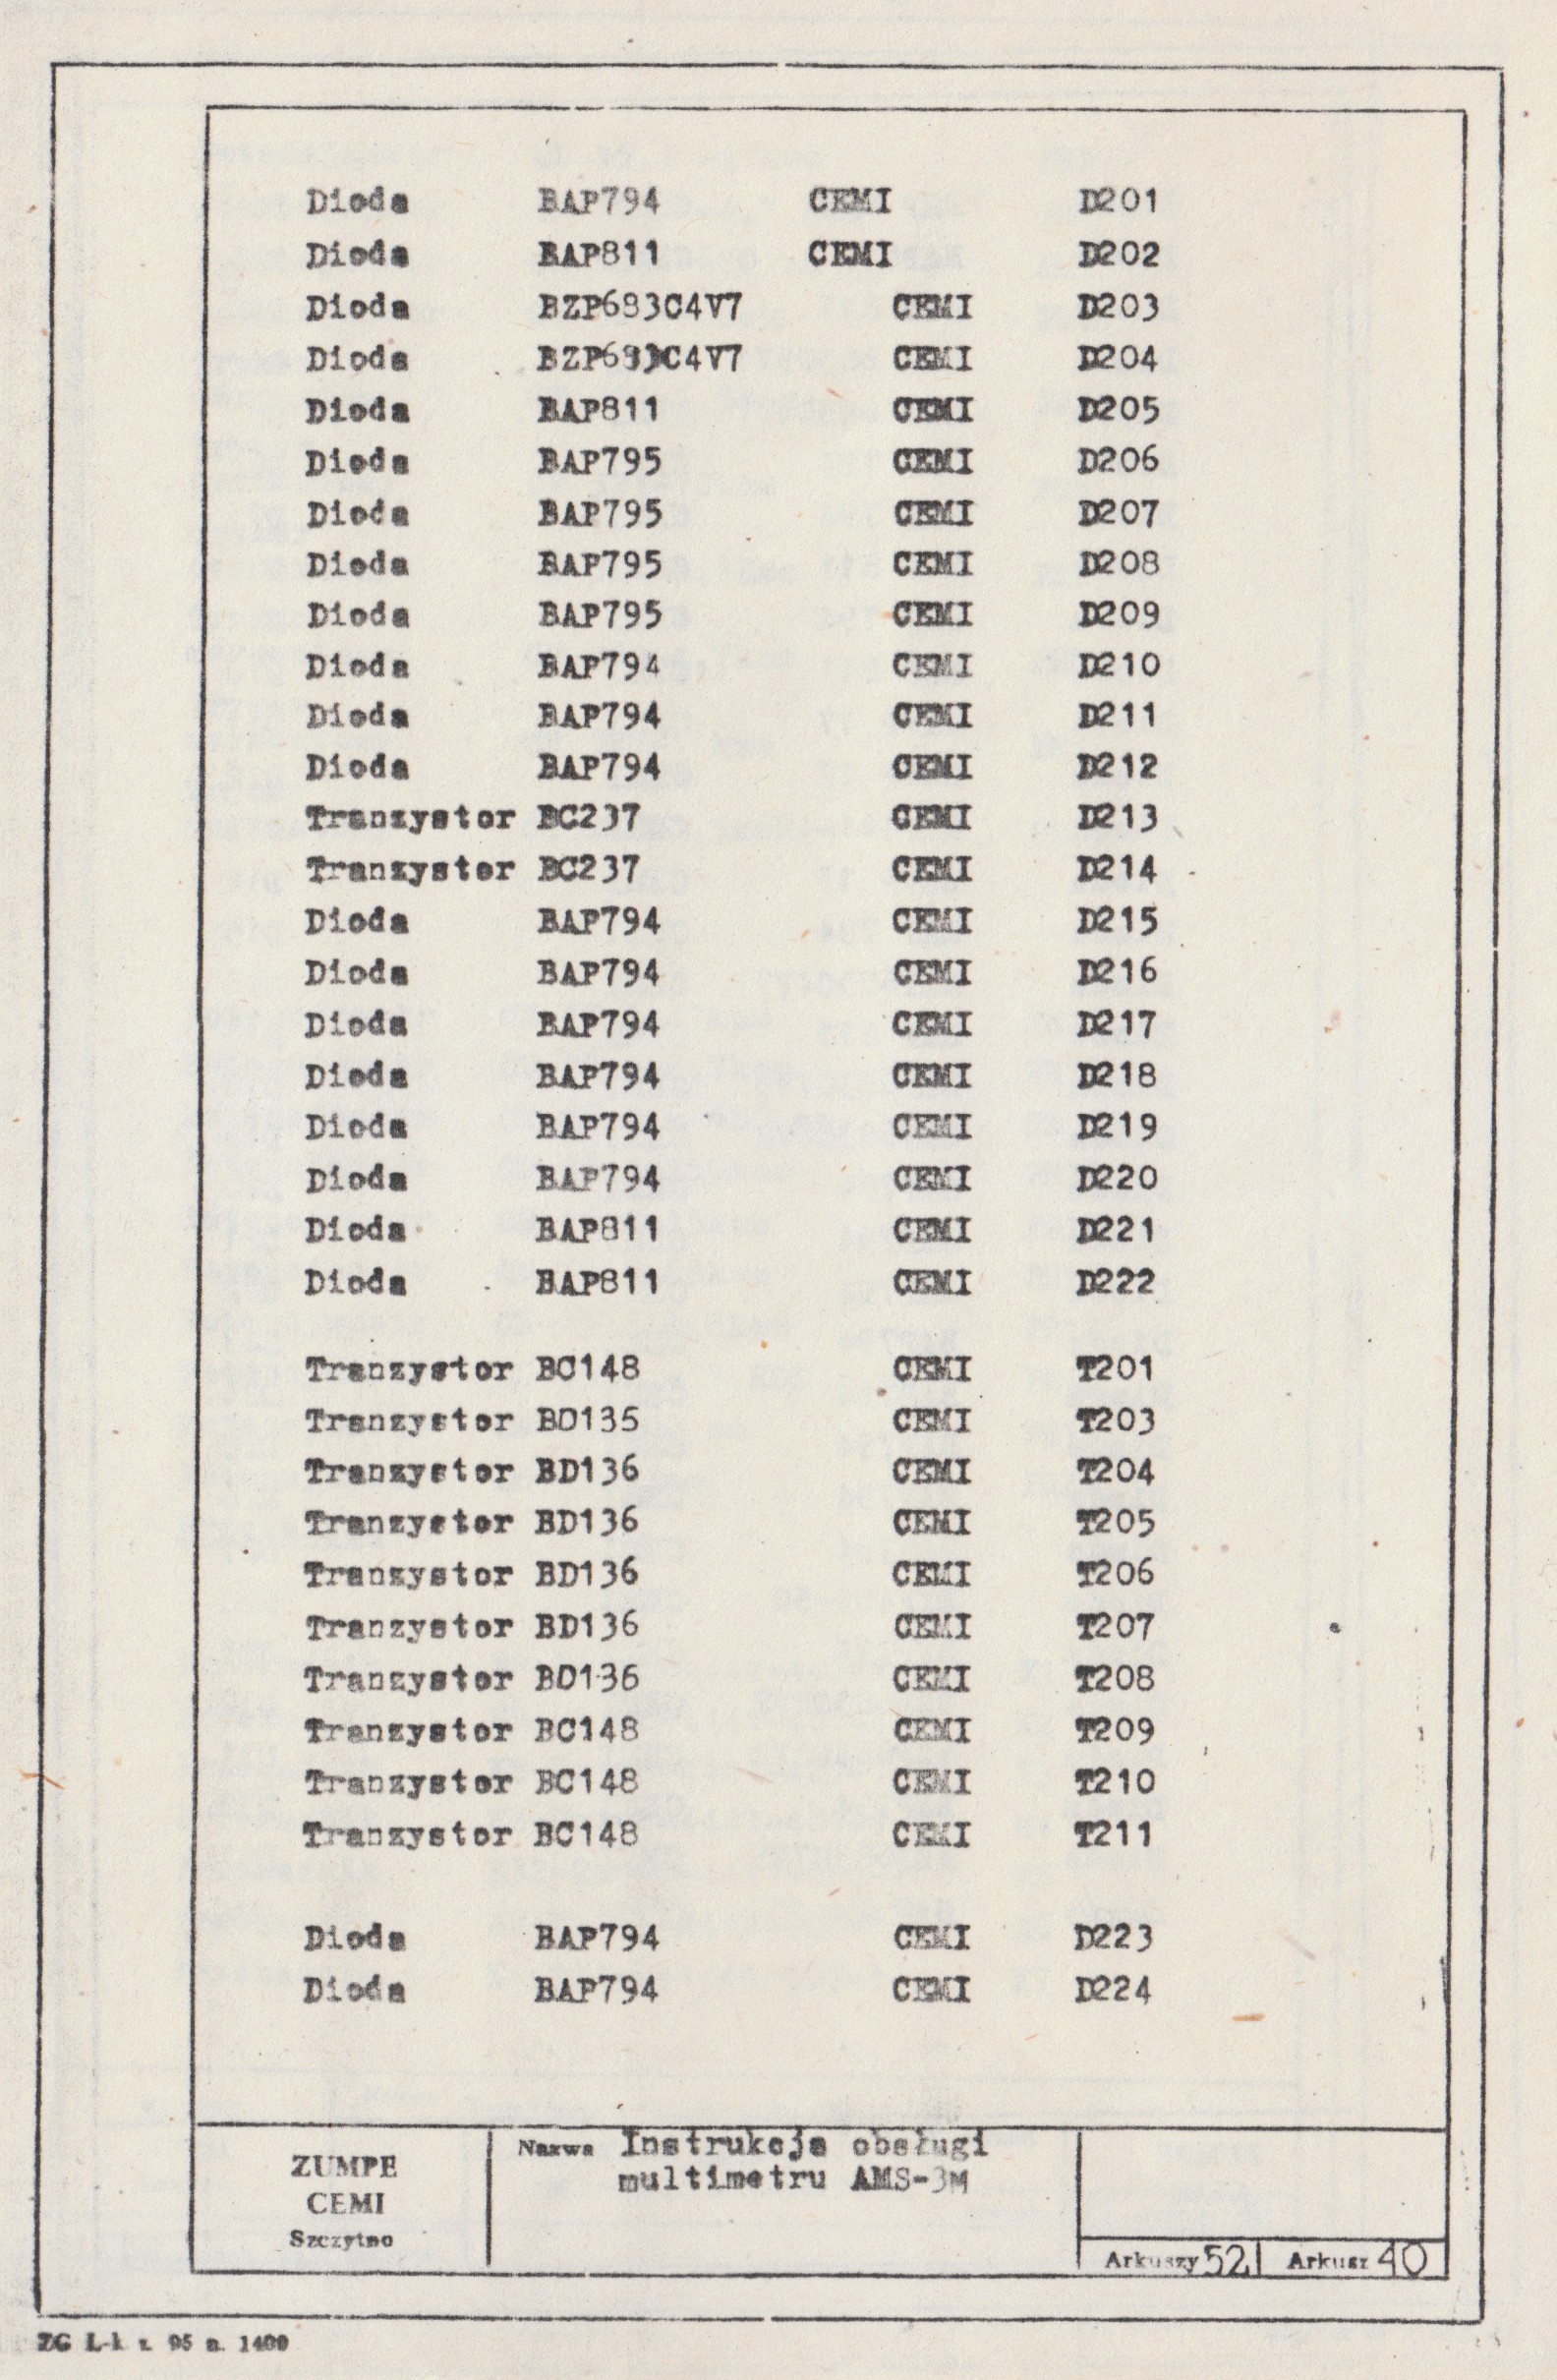 Dioda BAP794 CEMI D201
Dioda BAP811 CEMI D202
Dioda BZP683C4V7 CEMI D203
Dioda BZP683C4V7 CEMI D204
Dioda BAP811 CEMI D205
Dioda BAP795 CEMI D206
Dioda BAP795 CEMI D207
Dioda BAP795 CEMI D208
Dioda BAP795 CEMI D209
Dioda BAP794 CEMI D210
Dioda BAP794 CEMI D211
Dioda BAP794 CEMI D212
Tranzystor BC237 CEMI D213
Tranzystor BC237 CEMI D214
Dioda BAP794 CEMI D215
Dioda BAP794 CEMI D216
Dioda BAP794 CEMI D217
Dioda BAP794 CEMI D218
Dioda BAP794 CEMI D219
Dioda BAP794 CEMI D220
Dioda BAP811 CEMI D221
Dioda BAP811 CEMI D222
Tranzystor BC148 CEMI T201
Tranzystor BD135 CEMI T203
Tranzystor BD136 CEMI T204
Tranzystor BD136 CEMI T205
Tranzystor BD136 CEMI T206
Tranzystor BD136 CEMI T207
Tranzystor BD136 CEMI T208
Tranzystor BC148 CEMI T209
Tranzystor BC148 CEMI T210
Tranzystor BC148 CEMI T211
Dioda BAP794 CEMI D223
Dioda BAP794 CEMI D224
ZUMPE
CEMI
Szczytno
Nazwa Instrukcja obsługi
multimetru AMS-3M
Arkuszy 52 Arkusz 40
ZG L-k z. 95 n. 1400